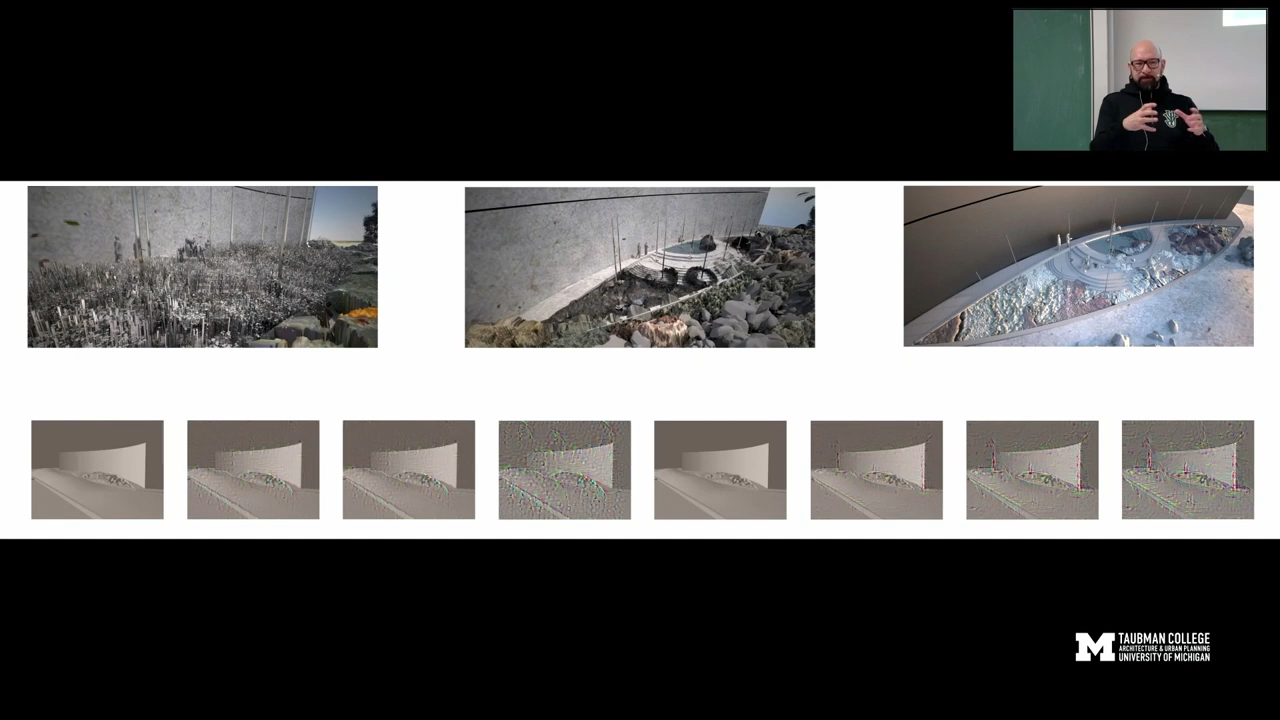 M
TAUBMAN COLLEGE
ARCHITECTURE & URBAN PLANNING
UNIVERSITY OF MICHIGAN